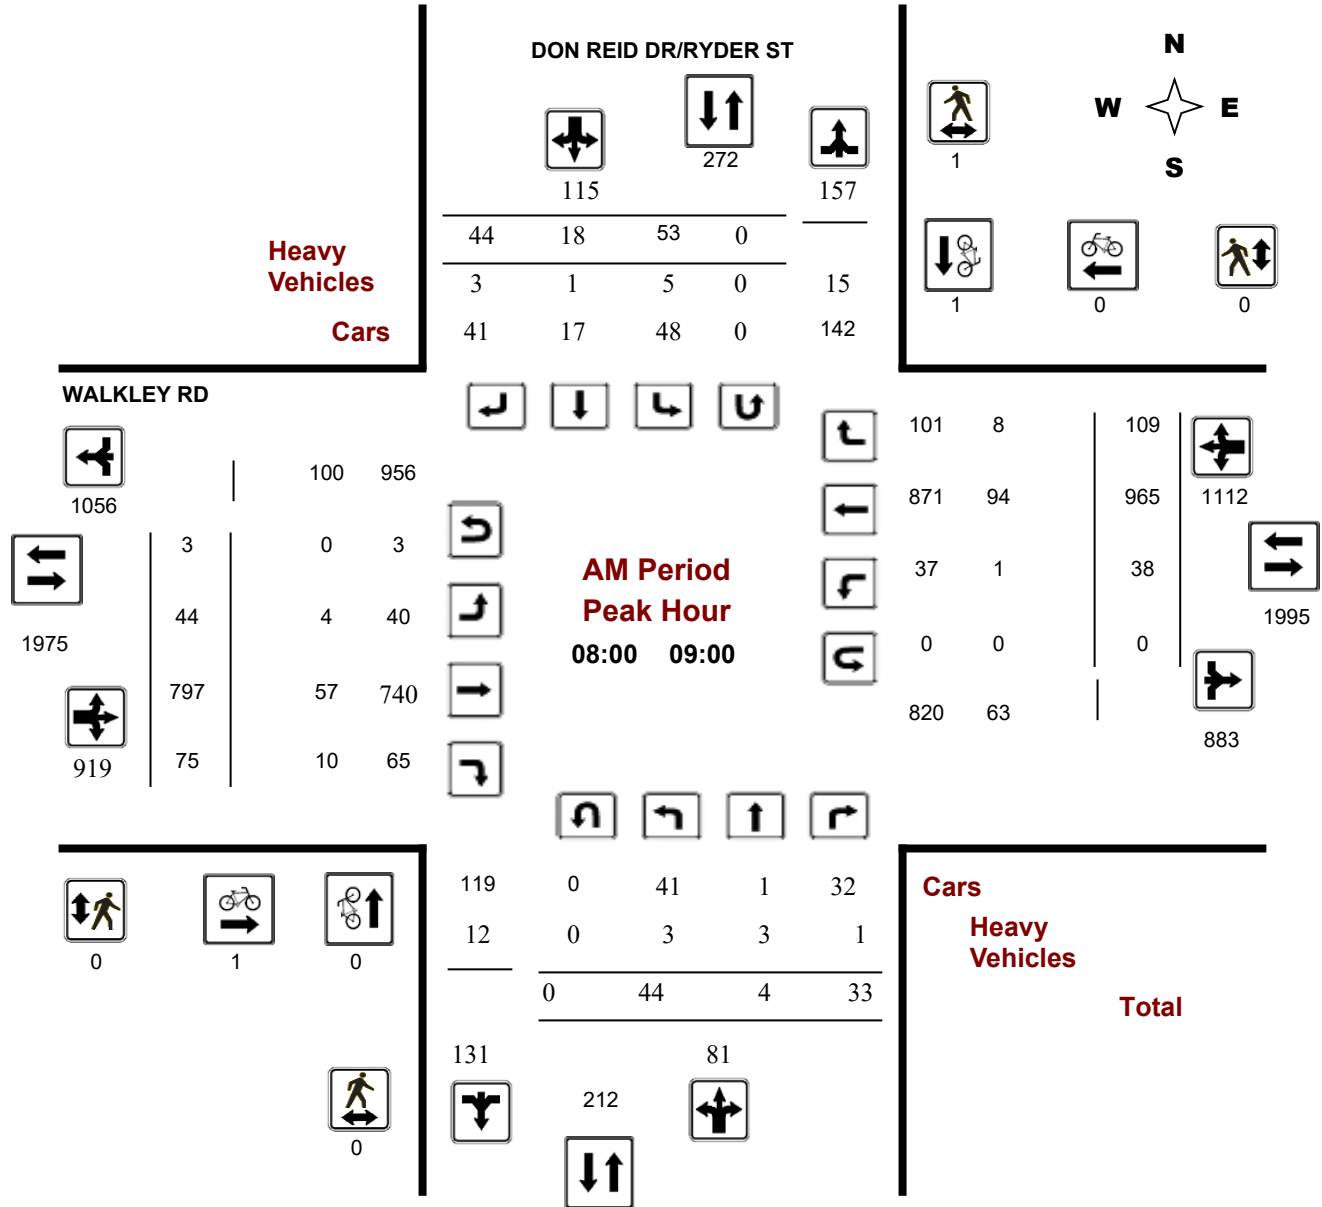 DON REID DR/RYDER ST
N
W E
S
272
1
115
157
44 18 53 0
Heavy
Vehicles
3 1 5 0 15
1 0 0
Cars
41 17 48 0 142
WALKLEY RD
101 8 109
100 956
1056
871 94 965 1112
3 0 3
AM Period
37 1 38
Peak Hour
44 4 40
1995
1975
08:00 09:00
0 0 0
797 57 740
820 63
883
919 75 10 65
119 0 41 1 32
Cars
12 0 3 3 1
Heavy
Vehicles
0 1 0
0 44 4 33
Total
131 81
212
0